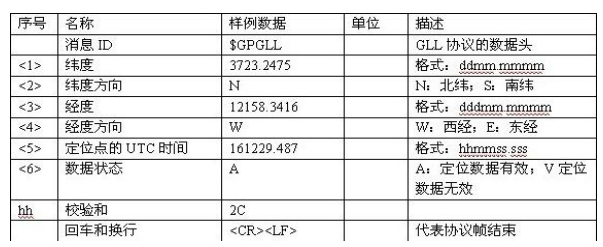 序号 名称 样例数据 单位 描述
消息 ID $GPGLL GLL 协议的数据头
<1> 纬度 3723.2475 格式：ddmm.mmmm
<2> 纬度方向 N N：北纬；S：南纬
<3> 经度 12158.3416 格式：dddmm.mmmm
<4> 经度方向 W W：西经；E：东经
<5> 定位点的 UTC 时间 161229.487 格式：hhmmss.sss
<6> 数据状态 A A：定位数据有效；V 定位
数据无效
hh 校验和 2C
回车和换行 <CR><LF> 代表协议帧结束